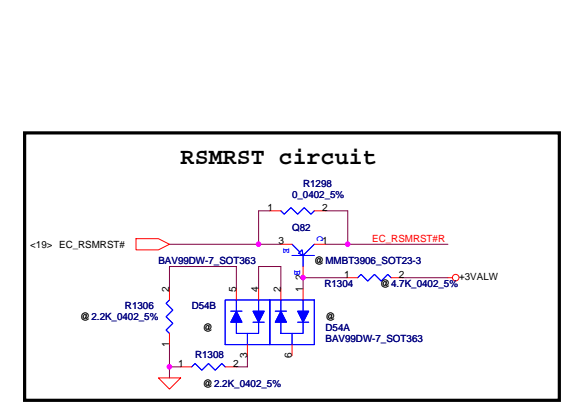 RSMRST circuit
R1298
0_0402_5%
1
2
Q82
<19> EC_RSMRST#
3
E
C
1
EC_RSMRST#R
B
2
BAV99DW-7_SOT363
@ MMBT3906_SOT23-3
R1304
1
2
@ 4.7K_0402_5%
+3VALW
2
5
4
2
1
R1306
@ 2.2K_0402_5%
D54B
@
@
D54A
BAV99DW-7_SOT363
1
R1308
1
2
3
6
@ 2.2K_0402_5%